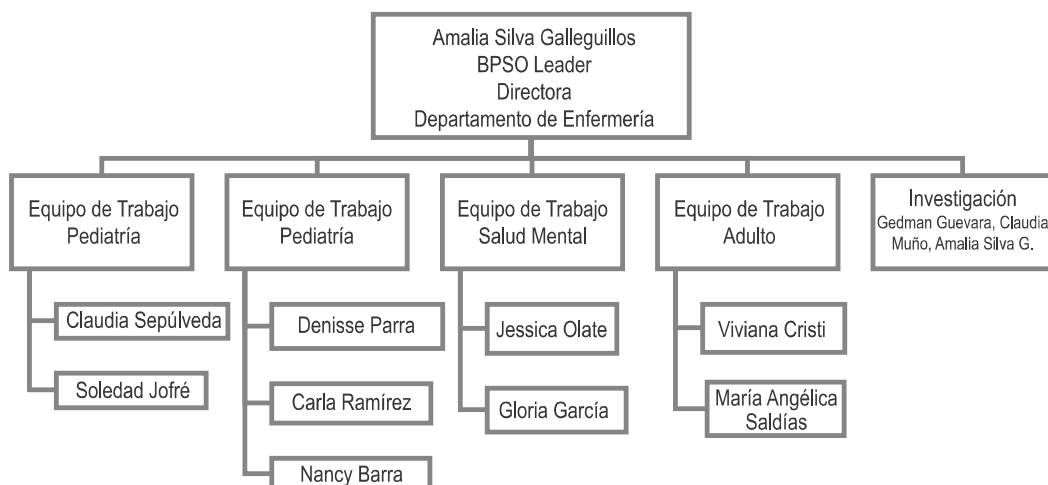 Amalia Silva Galleguillos
BPSO Leader
Directora
Departamento de Enfermería
Equipo de Trabajo
Pediatría
Equipo de Trabajo
Pediatría
Equipo de Trabajo
Salud Mental
Equipo de Trabajo
Adulto
Investigación
Gedman Guevara, Claudia
Muño, Amalia Silva G.
Claudia Sepúlveda
Soledad Jofré
Denisse Parra
Carla Ramírez
Nancy Barra
Jessica Olate
Gloria García
Viviana Cristi
María Angélica
Saldías